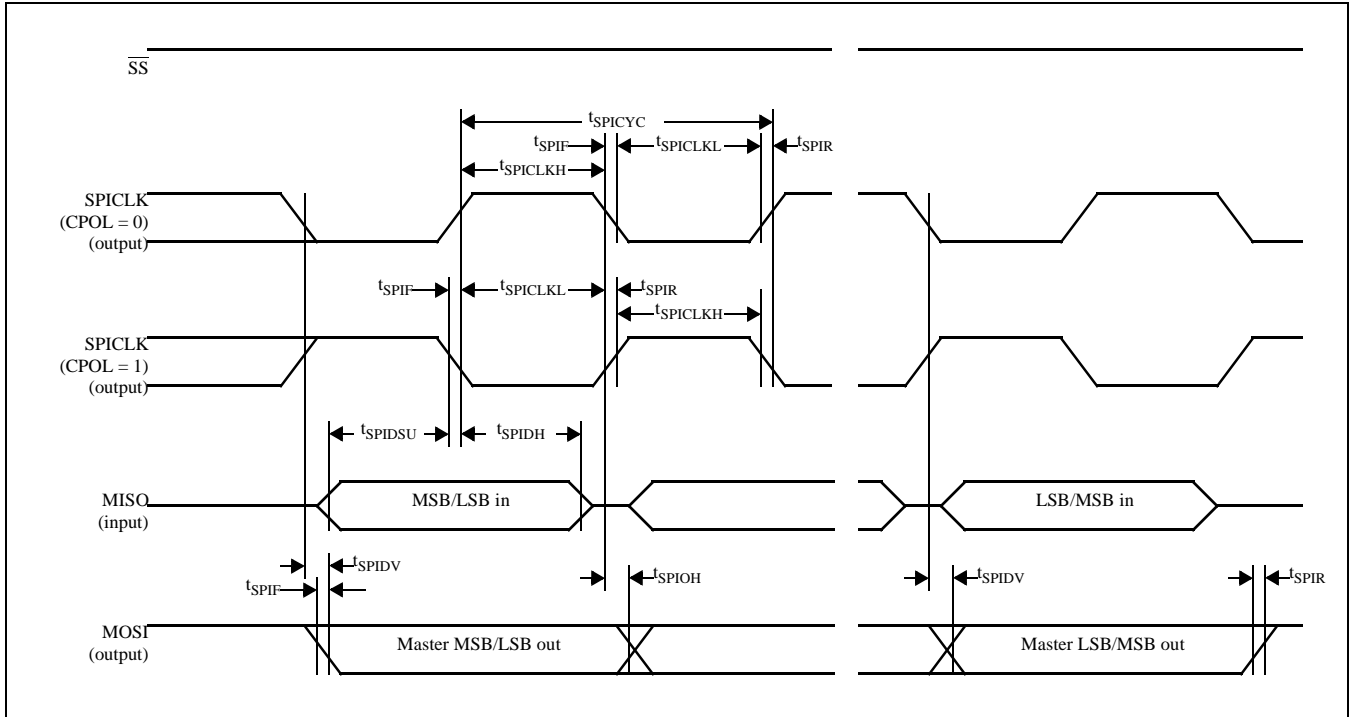 SS
tSPICYC
tSPIF
tSPICLKL
tSPIR
tSPICLKH
SPICLK
(CPOL = 0)
(output)
tSPIF
tSPICLKL
tSPIR
tSPICLKH
SPICLK
(CPOL = 1)
(output)
tSPIDSU
tSPIDH
MISO
(input)
MSB/LSB in
LSB/MSB in
tSPIDV
tSPIF
tSPIOH
tSPIDV
tSPIR
MOSI
(output)
Master MSB/LSB out
Master LSB/MSB out